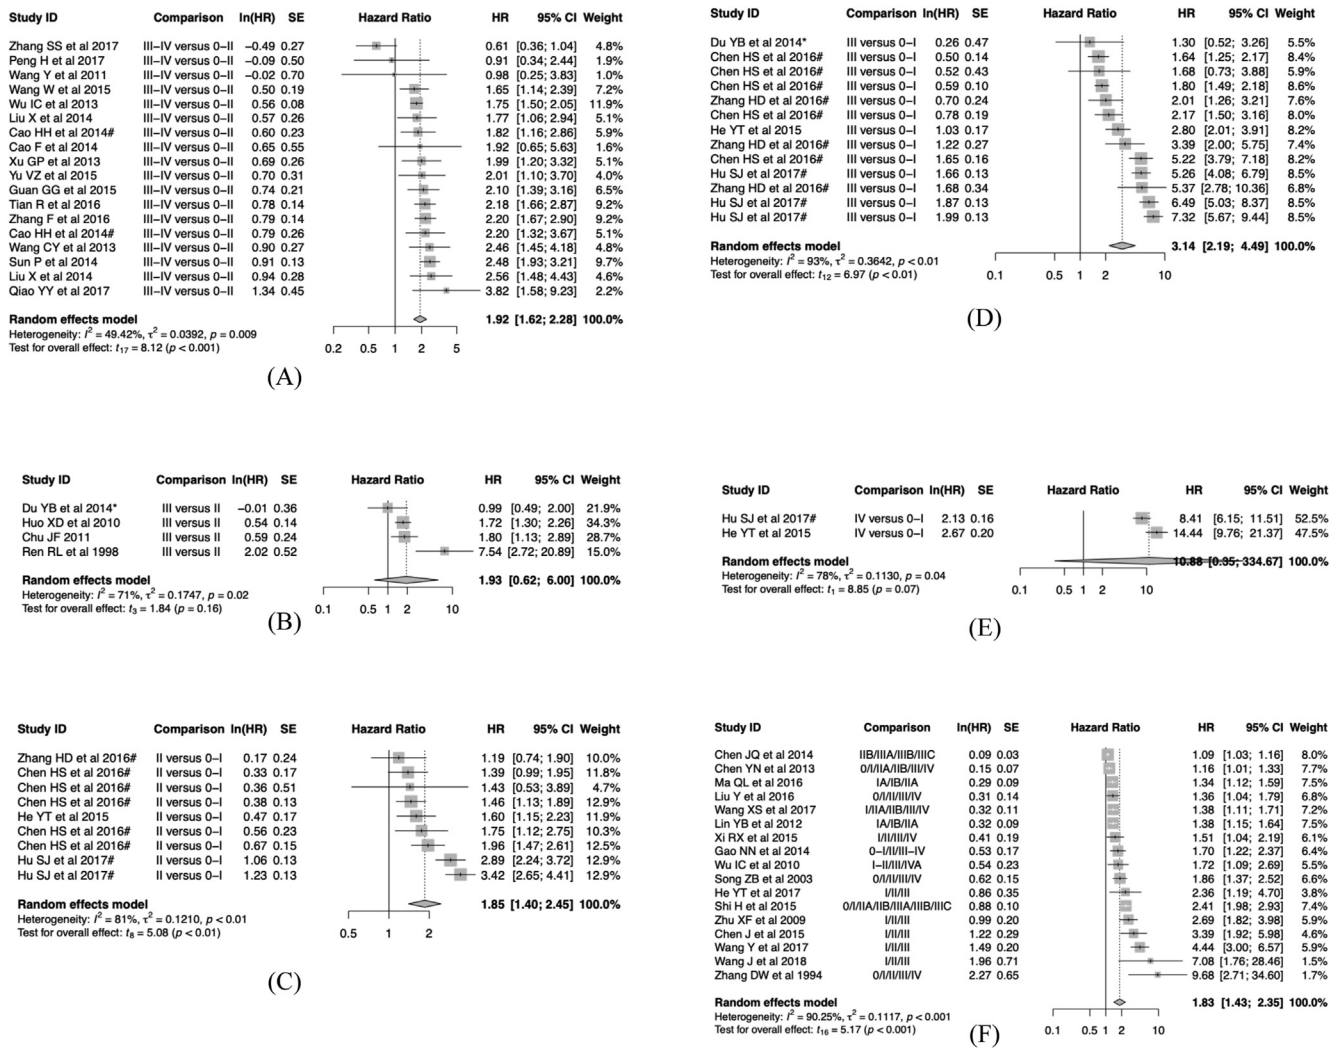 Study ID Comparison ln(HR) SE Hazard Ratio HR 95% CI Weight
Zhang SS et al 2017 III–IV versus 0–II −0.49 0.27 0.61 [0.36; 1.04] 4.8%
Peng H et al 2017 III–IV versus 0–II −0.09 0.50 0.91 [0.34; 2.44] 1.9%
Wang Y et al 2011 III–IV versus 0–II −0.02 0.70 0.98 [0.25; 3.83] 1.0%
Wang W et al 2015 III–IV versus 0–II 0.50 0.19 1.65 [1.14; 2.39] 7.2%
Wu IC et al 2013 III–IV versus 0–II 0.56 0.08 1.75 [1.50; 2.05] 11.9%
Liu X et al 2014 III–IV versus 0–II 0.57 0.26 1.77 [1.06; 2.94] 5.1%
Cao HH et al 2014# III–IV versus 0–II 0.60 0.23 1.82 [1.16; 2.86] 5.9%
Cao F et al 2014 III–IV versus 0–II 0.65 0.55 1.92 [0.65; 5.63] 1.6%
Xu GP et al 2013 III–IV versus 0–II 0.69 0.26 1.99 [1.20; 3.32] 5.1%
Yu VZ et al 2015 III–IV versus 0–II 0.70 0.31 2.01 [1.10; 3.70] 4.0%
Guan GG et al 2015 III–IV versus 0–II 0.74 0.21 2.10 [1.39; 3.16] 6.5%
Tian R et al 2016 III–IV versus 0–II 0.78 0.14 2.18 [1.66; 2.87] 9.2%
Zhang F et al 2016 III–IV versus 0–II 0.79 0.14 2.20 [1.67; 2.90] 9.2%
Cao HH et al 2014# III–IV versus 0–II 0.79 0.26 2.20 [1.32; 3.67] 5.1%
Wang CY et al 2013 III–IV versus 0–II 0.90 0.27 2.46 [1.45; 4.18] 4.8%
Sun P et al 2014 III–IV versus 0–II 0.91 0.13 2.48 [1.93; 3.21] 9.7%
Liu X et al 2014 III–IV versus 0–II 0.94 0.28 2.56 [1.48; 4.43] 4.6%
Qiao YY et al 2017 III–IV versus 0–II 1.34 0.45 3.82 [1.58; 9.23] 2.2%
Random effects model 1.92 [1.62; 2.28] 100.0%
Heterogeneity: I² = 49.42%, τ² = 0.0392, p = 0.009
Test for overall effect: t₁₇ = 8.12 (p < 0.001)
0.2 0.5 1 2 5
(A)
Study ID Comparison ln(HR) SE Hazard Ratio HR 95% CI Weight
Du YB et al 2014* III versus II −0.01 0.36 0.99 [0.49; 2.00] 21.9%
Huo XD et al 2010 III versus II 0.54 0.14 1.72 [1.30; 2.26] 34.3%
Chu JF 2011 III versus II 0.59 0.24 1.80 [1.13; 2.89] 28.7%
Ren RL et al 1998 III versus II 2.02 0.52 7.54 [2.72; 20.89] 15.0%
Random effects model 1.93 [0.62; 6.00] 100.0%
Heterogeneity: I² = 71%, τ² = 0.1747, p = 0.02
Test for overall effect: t₃ = 1.84 (p = 0.16)
0.1 0.5 1 2 10
(B)
Study ID Comparison ln(HR) SE Hazard Ratio HR 95% CI Weight
Zhang HD et al 2016# II versus 0–I 0.17 0.24 1.19 [0.74; 1.90] 10.0%
Chen HS et al 2016# II versus 0–I 0.33 0.17 1.39 [0.99; 1.95] 11.8%
Chen HS et al 2016# II versus 0–I 0.36 0.51 1.43 [0.53; 3.89] 4.7%
Chen HS et al 2016# II versus 0–I 0.38 0.13 1.46 [1.13; 1.89] 12.9%
He YT et al 2015 II versus 0–I 0.47 0.17 1.60 [1.15; 2.23] 11.9%
Chen HS et al 2016# II versus 0–I 0.56 0.23 1.75 [1.12; 2.75] 10.3%
Chen HS et al 2016# II versus 0–I 0.67 0.15 1.96 [1.47; 2.61] 12.5%
Hu SJ et al 2017# II versus 0–I 1.06 0.13 2.89 [2.24; 3.72] 12.9%
Hu SJ et al 2017# II versus 0–I 1.23 0.13 3.42 [2.65; 4.41] 12.9%
Random effects model 1.85 [1.40; 2.45] 100.0%
Heterogeneity: I² = 81%, τ² = 0.1210, p < 0.01
Test for overall effect: t₈ = 5.08 (p < 0.01)
0.5 1 2
(C)
Study ID Comparison ln(HR) SE Hazard Ratio HR 95% CI Weight
Du YB et al 2014* III versus 0–I 0.26 0.47 1.30 [0.52; 3.26] 5.5%
Chen HS et al 2016# III versus 0–I 0.50 0.14 1.64 [1.25; 2.17] 8.4%
Chen HS et al 2016# III versus 0–I 0.52 0.43 1.68 [0.73; 3.88] 5.9%
Chen HS et al 2016# III versus 0–I 0.59 0.10 1.80 [1.49; 2.18] 8.6%
Zhang HD et al 2016# III versus 0–I 0.70 0.24 2.01 [1.26; 3.21] 7.6%
Chen HS et al 2016# III versus 0–I 0.78 0.19 2.17 [1.50; 3.16] 8.0%
He YT et al 2015 III versus 0–I 1.03 0.17 2.80 [2.01; 3.91] 8.2%
Zhang HD et al 2016# III versus 0–I 1.22 0.27 3.39 [2.00; 5.75] 7.4%
Chen HS et al 2016# III versus 0–I 1.65 0.16 5.22 [3.79; 7.18] 8.2%
Hu SJ et al 2017# III versus 0–I 1.66 0.13 5.26 [4.08; 6.79] 8.5%
Zhang HD et al 2016# III versus 0–I 1.68 0.34 5.37 [2.78; 10.36] 6.8%
Hu SJ et al 2017# III versus 0–I 1.87 0.13 6.49 [5.03; 8.37] 8.5%
Hu SJ et al 2017# III versus 0–I 1.99 0.13 7.32 [5.67; 9.44] 8.5%
Random effects model 3.14 [2.19; 4.49] 100.0%
Heterogeneity: I² = 93%, τ² = 0.3642, p < 0.01
Test for overall effect: t₁₂ = 6.97 (p < 0.01)
0.1 0.5 1 2 10
(D)
Study ID Comparison ln(HR) SE Hazard Ratio HR 95% CI Weight
Hu SJ et al 2017# IV versus 0–I 2.13 0.16 8.41 [6.15; 11.51] 52.5%
He YT et al 2015 IV versus 0–I 2.67 0.20 14.44 [9.76; 21.37] 47.5%
Random effects model 10.88 [0.35; 334.67] 100.0%
Heterogeneity: I² = 78%, τ² = 0.1130, p = 0.04
Test for overall effect: t₁ = 8.85 (p = 0.07)
0.1 0.5 1 2 10
(E)
Study ID Comparison ln(HR) SE Hazard Ratio HR 95% CI Weight
Chen JQ et al 2014 IIB/IIIA/IIIB/IIIC 0.09 0.03 1.09 [1.03; 1.16] 8.0%
Chen YN et al 2013 0/I/IIA/IIB/III/IV 0.15 0.07 1.16 [1.01; 1.33] 7.7%
Ma QL et al 2016 IA/IB/IIA 0.29 0.09 1.34 [1.12; 1.59] 7.5%
Liu Y et al 2016 0/I/II/III/IV 0.31 0.14 1.36 [1.04; 1.79] 6.8%
Wang XS et al 2017 I/IIA/IIB/III/IV 0.32 0.11 1.38 [1.11; 1.71] 7.2%
Lin YB et al 2012 IA/IB/IIA 0.32 0.09 1.38 [1.15; 1.64] 7.5%
Xi RX et al 2015 I/II/III/IV 0.41 0.19 1.51 [1.04; 2.19] 6.1%
Gao NN et al 2014 0–I/II/III–IV 0.53 0.17 1.70 [1.22; 2.37] 6.4%
Wu IC et al 2010 I–II/III/IVA 0.54 0.23 1.72 [1.09; 2.69] 5.7%
Song ZB et al 2003 0/I/II/III/IV 0.62 0.15 1.86 [1.37; 2.52] 6.6%
He YT et al 2017 I/II/III 0.86 0.35 2.36 [1.19; 4.70] 3.8%
Shi H et al 2015 0/I/IIA/IIB/IIIA/IIIB/IIIC 0.88 0.10 2.41 [1.98; 2.93] 7.4%
Zhu XF et al 2009 I/II/III 0.99 0.20 2.69 [1.82; 3.98] 5.9%
Chen J et al 2015 I/II/III 1.22 0.29 3.39 [1.92; 5.98] 4.6%
Wang Y et al 2017 I/II/III 1.49 0.20 4.44 [3.00; 6.57] 5.9%
Wang J et al 2018 I/II/III 1.96 0.71 7.08 [1.76; 28.46] 1.5%
Zhang DW et al 1994 0/I/II/III/IV 2.27 0.65 9.68 [2.71; 34.60] 1.7%
Random effects model 1.83 [1.43; 2.35] 100.0%
Heterogeneity: I² = 90.25%, τ² = 0.1117, p < 0.001
Test for overall effect: t₁₆ = 5.17 (p < 0.001)
0.1 0.5 1 2 10
(F)